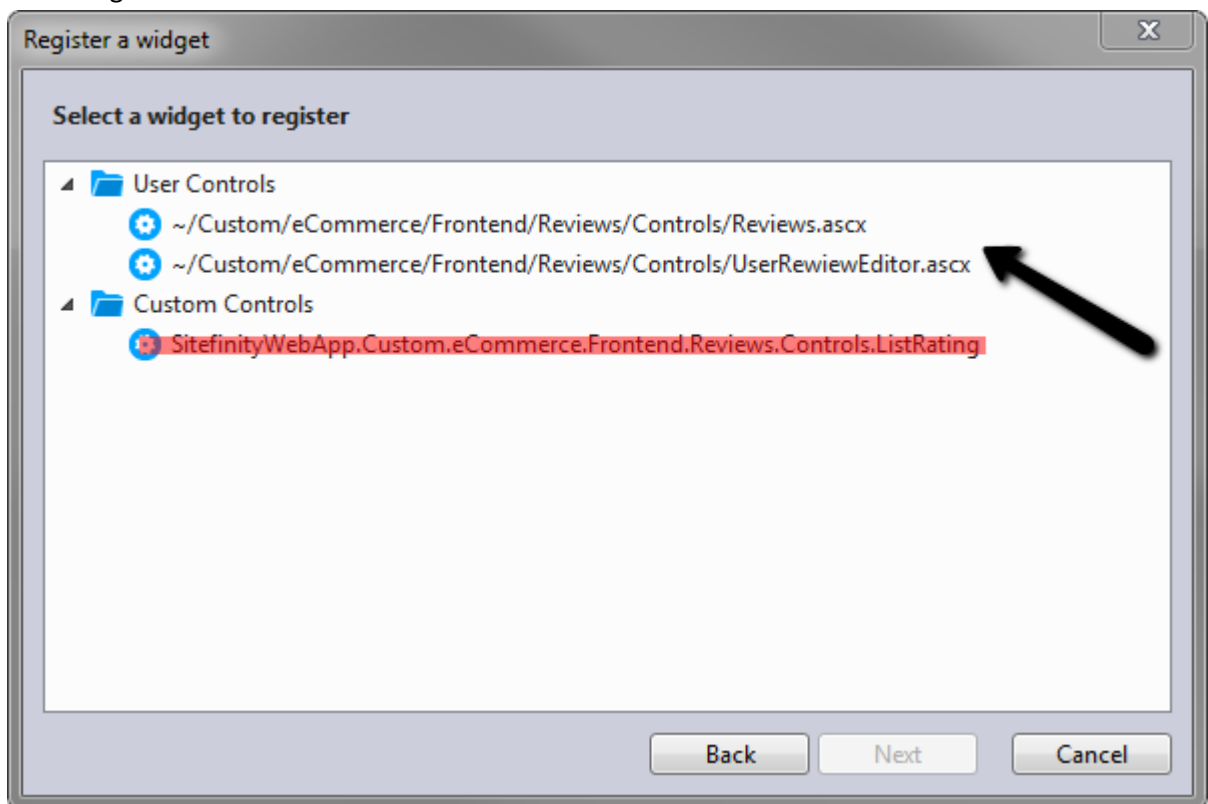 Register a widget
Select a widget to register
User Controls
~/Custom/eCommerce/Frontend/Reviews/Controls/Reviews.ascx
~/Custom/eCommerce/Frontend/Reviews/Controls/UserRewiewEditor.ascx
Custom Controls
SitefinityWebApp.Custom.eCommerce.Frontend.Reviews.Controls.ListRating
Back Next Cancel